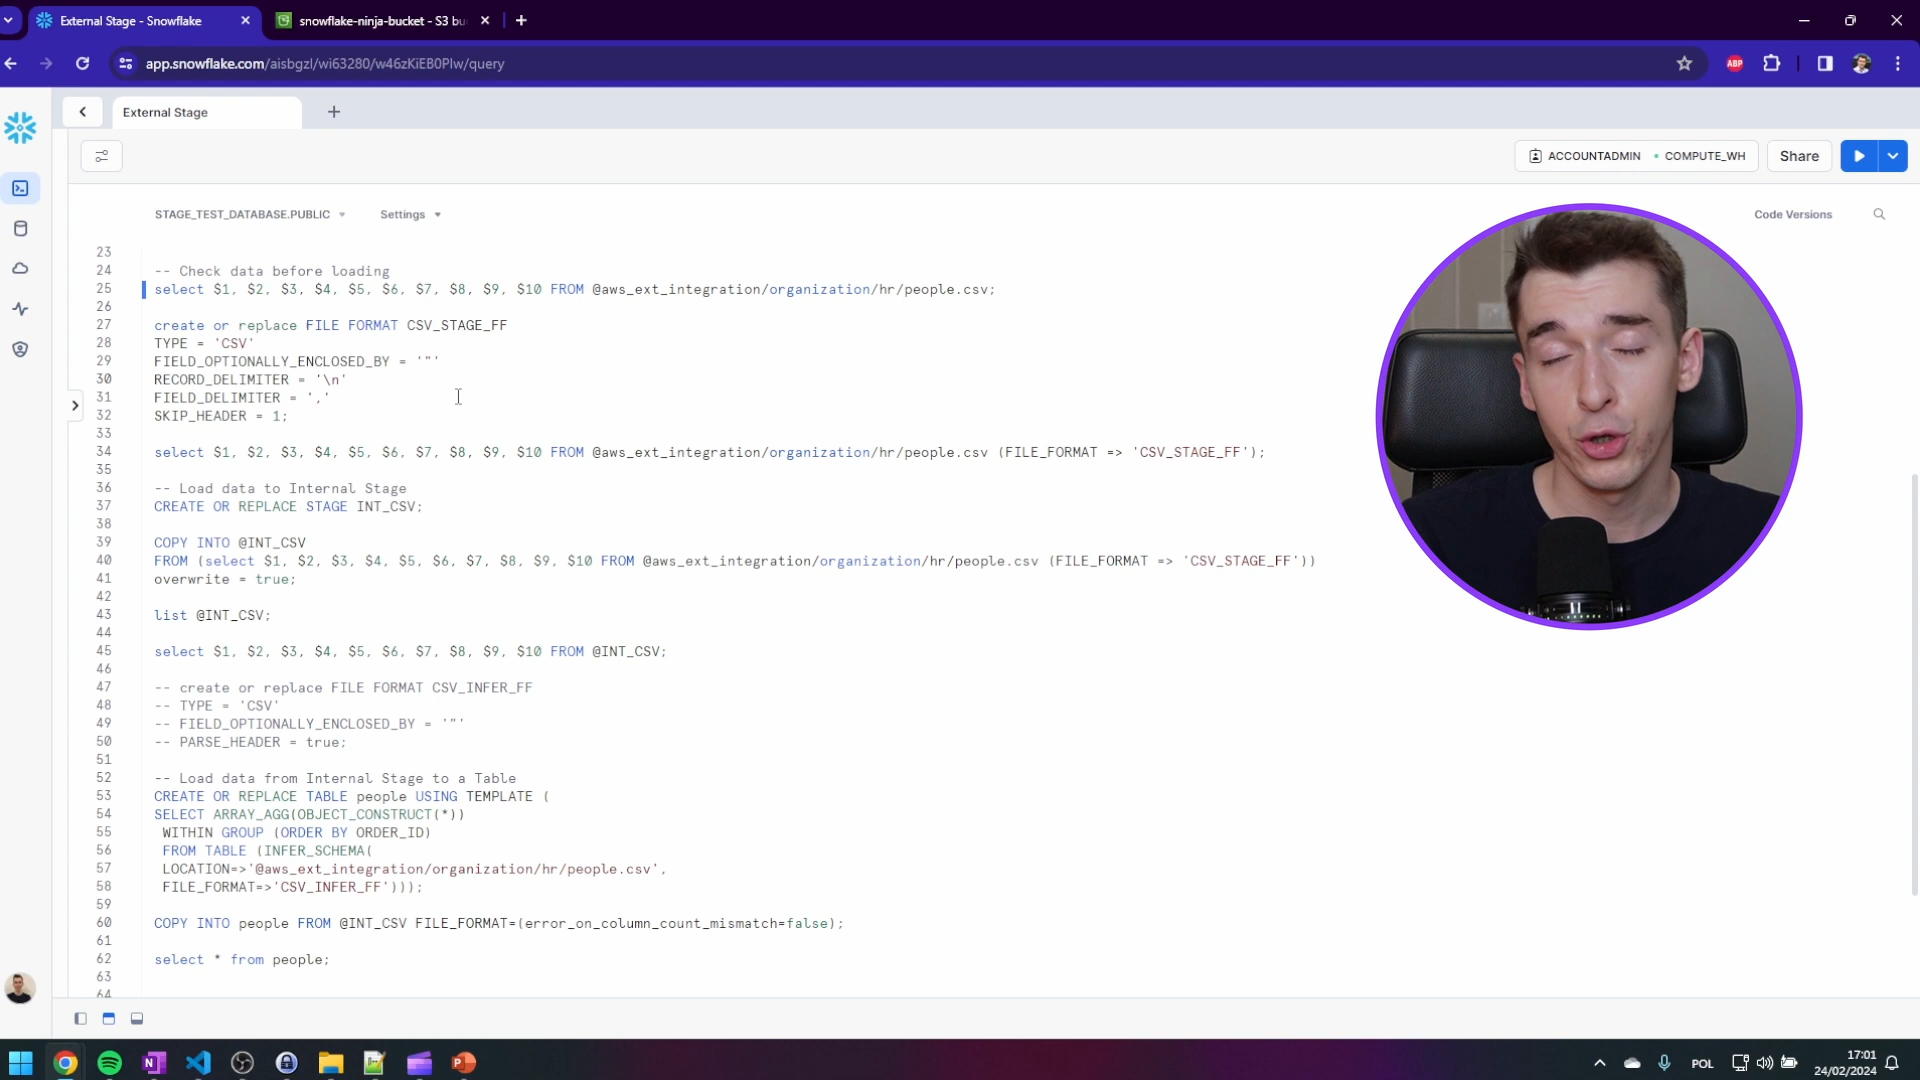 External Stage - Snowflake
snowflake-ninja-bucket - S3 bu
app.snowflake.com/aisbgzl/wi63280/w46zKiEB0Plw/query
ABP
External Stage
ACCOUNTADMIN
COMPUTE_WH
Share
STAGE_TEST_DATABASE.PUBLIC
Settings
Code Versions
23
24 -- Check data before loading
25 select $1, $2, $3, $4, $5, $6, $7, $8, $9, $10 FROM @aws_ext_integration/organization/hr/people.csv;
26
27 create or replace FILE FORMAT CSV_STAGE_FF
28 TYPE = 'CSV'
29 FIELD_OPTIONALLY_ENCLOSED_BY = '"'
30 RECORD_DELIMITER = '\n'
31 FIELD_DELIMITER = ','
32 SKIP_HEADER = 1;
33
34 select $1, $2, $3, $4, $5, $6, $7, $8, $9, $10 FROM @aws_ext_integration/organization/hr/people.csv (FILE_FORMAT => 'CSV_STAGE_FF');
35
36 -- Load data to Internal Stage
37 CREATE OR REPLACE STAGE INT_CSV;
38
39 COPY INTO @INT_CSV
40 FROM (select $1, $2, $3, $4, $5, $6, $7, $8, $9, $10 FROM @aws_ext_integration/organization/hr/people.csv (FILE_FORMAT => 'CSV_STAGE_FF'))
41 overwrite = true;
42
43 list @INT_CSV;
44
45 select $1, $2, $3, $4, $5, $6, $7, $8, $9, $10 FROM @INT_CSV;
46
47 -- create or replace FILE FORMAT CSV_INFER_FF
48 -- TYPE = 'CSV'
49 -- FIELD_OPTIONALLY_ENCLOSED_BY = '"'
50 -- PARSE_HEADER = true;
51
52 -- Load data from Internal Stage to a Table
53 CREATE OR REPLACE TABLE people USING TEMPLATE (
54 SELECT ARRAY_AGG(OBJECT_CONSTRUCT(*))
55 WITHIN GROUP (ORDER BY ORDER_ID)
56 FROM TABLE (INFER_SCHEMA(
57 LOCATION=>'@aws_ext_integration/organization/hr/people.csv',
58 FILE_FORMAT=>'CSV_INFER_FF')));
59
60 COPY INTO people FROM @INT_CSV FILE_FORMAT=(error_on_column_count_mismatch=false);
61
62 select * from people;
63
64
POL
17:01
24/02/2024